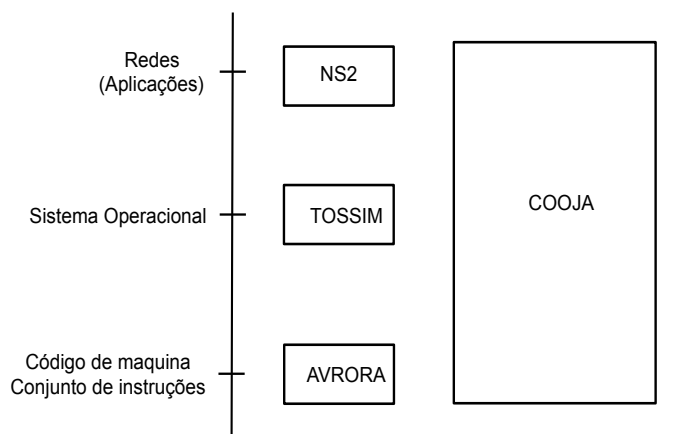 Redes
(Aplicações)
NS2
COOJA
Sistema Operacional
TOSSIM
Código de maquina
Conjunto de instruções
AVRORA